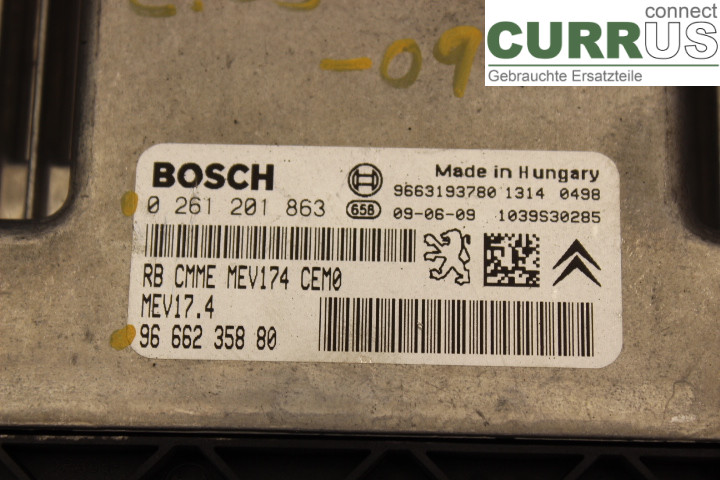 connect
CURRUS
Gebrauchte Ersatzteile
-09
BOSCH
Made in Hungary
9663193780 1314 0498
0 261 201 863
658
09-06-09 1039S30285
RB CMME MEV174 CEM0
MEV17.4
96 662 358 80